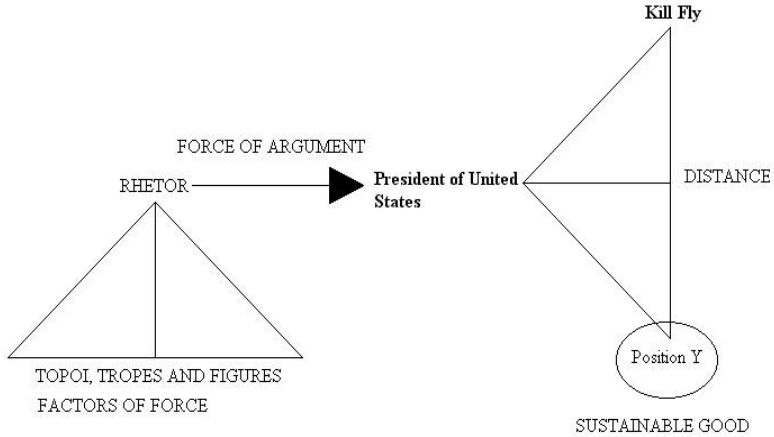 Kill Fly
FORCE OF ARGUMENT
RHETOR
President of United
States
DISTANCE
Position Y
TOPOI, TROPES AND FIGURES
FACTORS OF FORCE
SUSTAINABLE GOOD